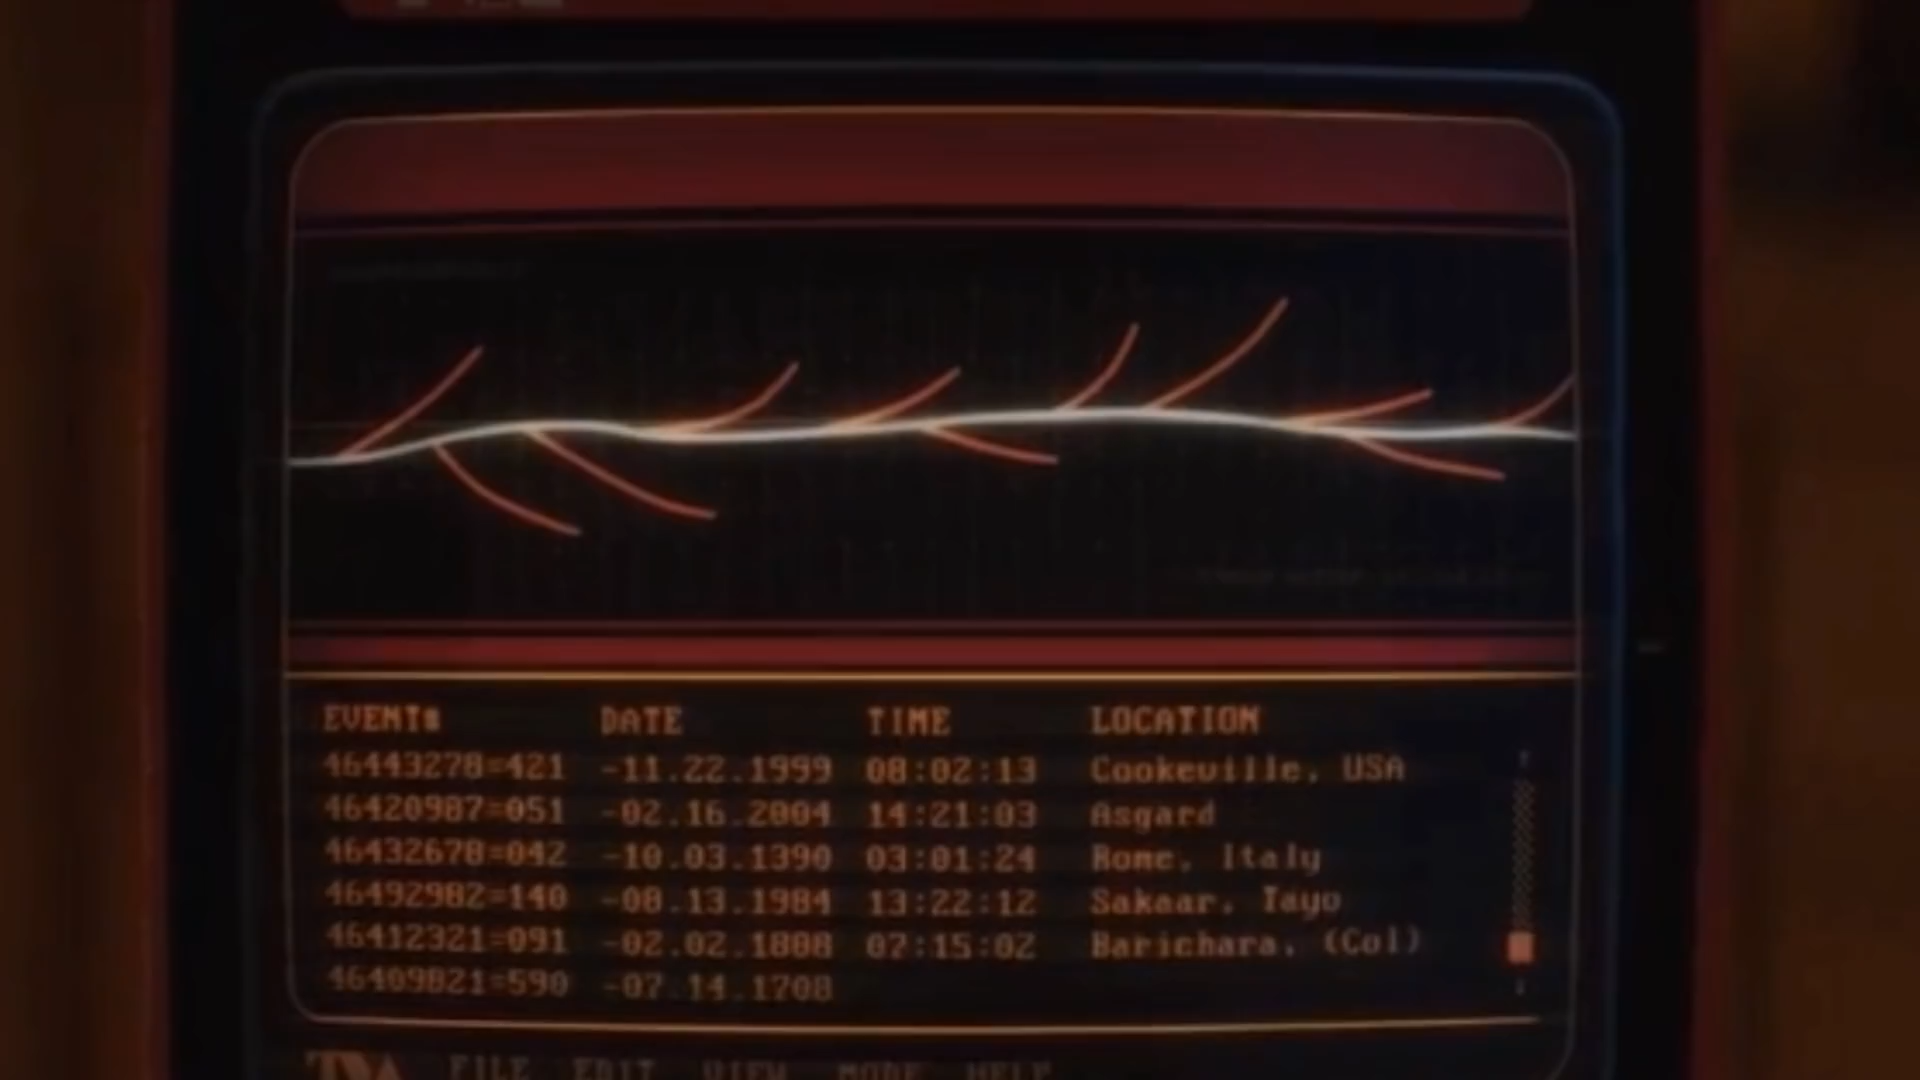 EVENTS DATE TIME LOCATION
46443278=421 -11.22.1999 08:02:13 Cookeville, USA
46420987=051 -02.16.2004 14:21:03 Asgard
46432678=042 -10.03.1390 03:01:24 Rome, Italy
46492982=140 -08.13.1984 13:22:12 Sakaar, Tayo
46412321=091 -02.02.1808 07:15:02 Barichara, (Col)
46409821=590 -07.14.1708
TVA FILE EDIT VIEW MODE HELP